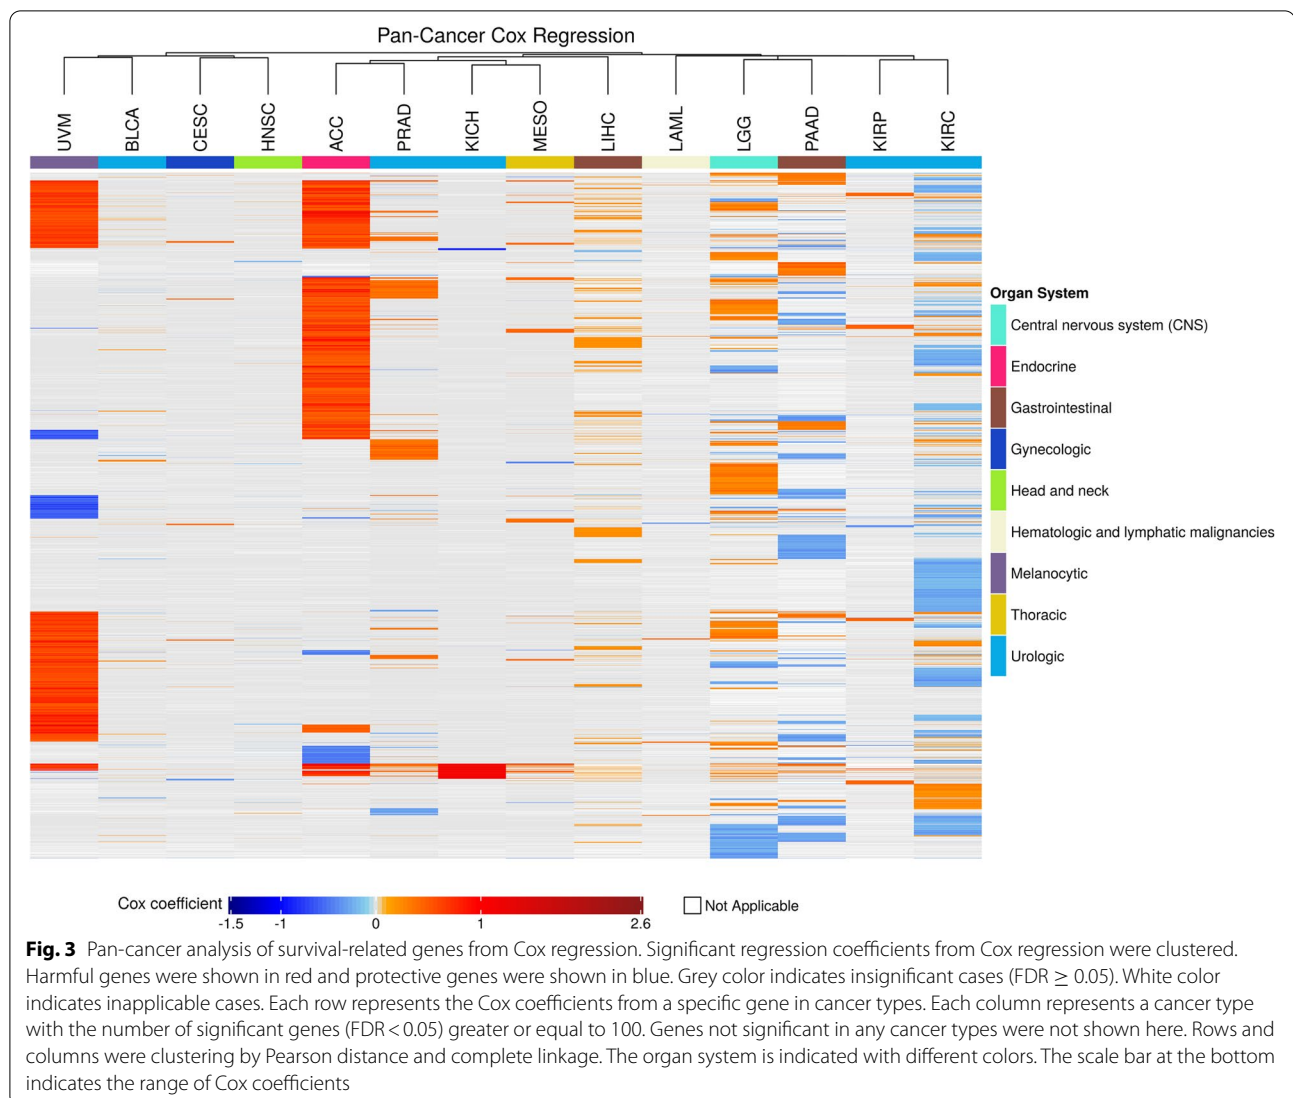 Pan-Cancer Cox Regression
UVM
BLCA
CESC
HNSC
ACC
PRAD
KICH
MESO
LIHC
LAML
LGG
PAAD
KIRP
KIRC
Organ System
Central nervous system (CNS)
Endocrine
Gastrointestinal
Gynecologic
Head and neck
Hematologic and lymphatic malignancies
Melanocytic
Thoracic
Urologic
Cox coefficient
-1.5 -1 0 1 2.6
Not Applicable
Fig. 3 Pan-cancer analysis of survival-related genes from Cox regression. Significant regression coefficients from Cox regression were clustered.
Harmful genes were shown in red and protective genes were shown in blue. Grey color indicates insignificant cases (FDR ≥ 0.05). White color
indicates inapplicable cases. Each row represents the Cox coefficients from a specific gene in cancer types. Each column represents a cancer type
with the number of significant genes (FDR < 0.05) greater or equal to 100. Genes not significant in any cancer types were not shown here. Rows and
columns were clustering by Pearson distance and complete linkage. The organ system is indicated with different colors. The scale bar at the bottom
indicates the range of Cox coefficients